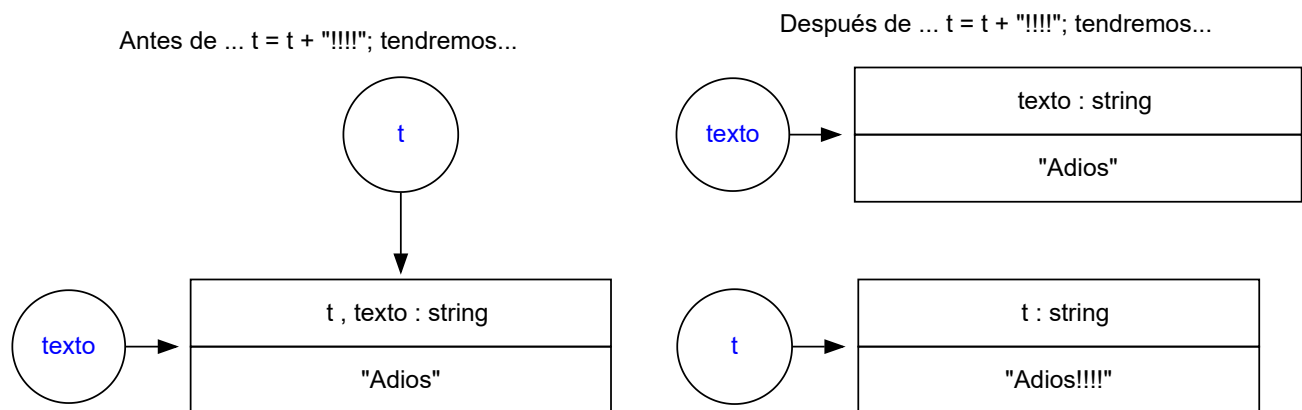 Antes de ... t = t + "!!!!"; tendremos...
t
texto
t , texto : string
"Adios"
Después de ... t = t + "!!!!"; tendremos...
texto
texto : string
"Adios"
t
t : string
"Adios!!!!"